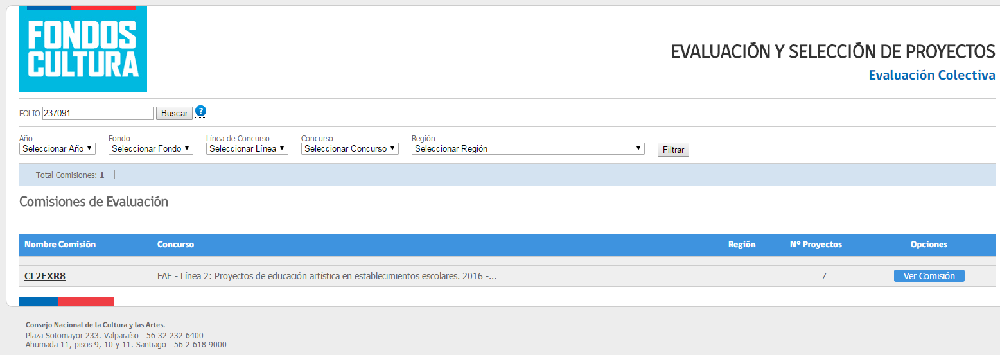 FONDOS
CULTURA
EVALUACIÓN Y SELECCIÓN DE PROYECTOS
Evaluación Colectiva
FOLIO 237091 Buscar ?
Año Fondo Línea de Concurso Concurso Región
Seleccionar Año Seleccionar Fondo Seleccionar Línea Seleccionar Concurso Seleccionar Región Filtrar
Total Comisiones: 1
Comisiones de Evaluación
Nombre Comisión Concurso Región Nº Proyectos Opciones
CL2EXR8 FAE - Línea 2: Proyectos de educación artística en establecimientos escolares. 2016 -... 7 Ver Comisión
Consejo Nacional de la Cultura y las Artes.
Plaza Sotomayor 233. Valparaíso - 56 32 232 6400
Ahumada 11, pisos 9, 10 y 11. Santiago - 56 2 618 9000